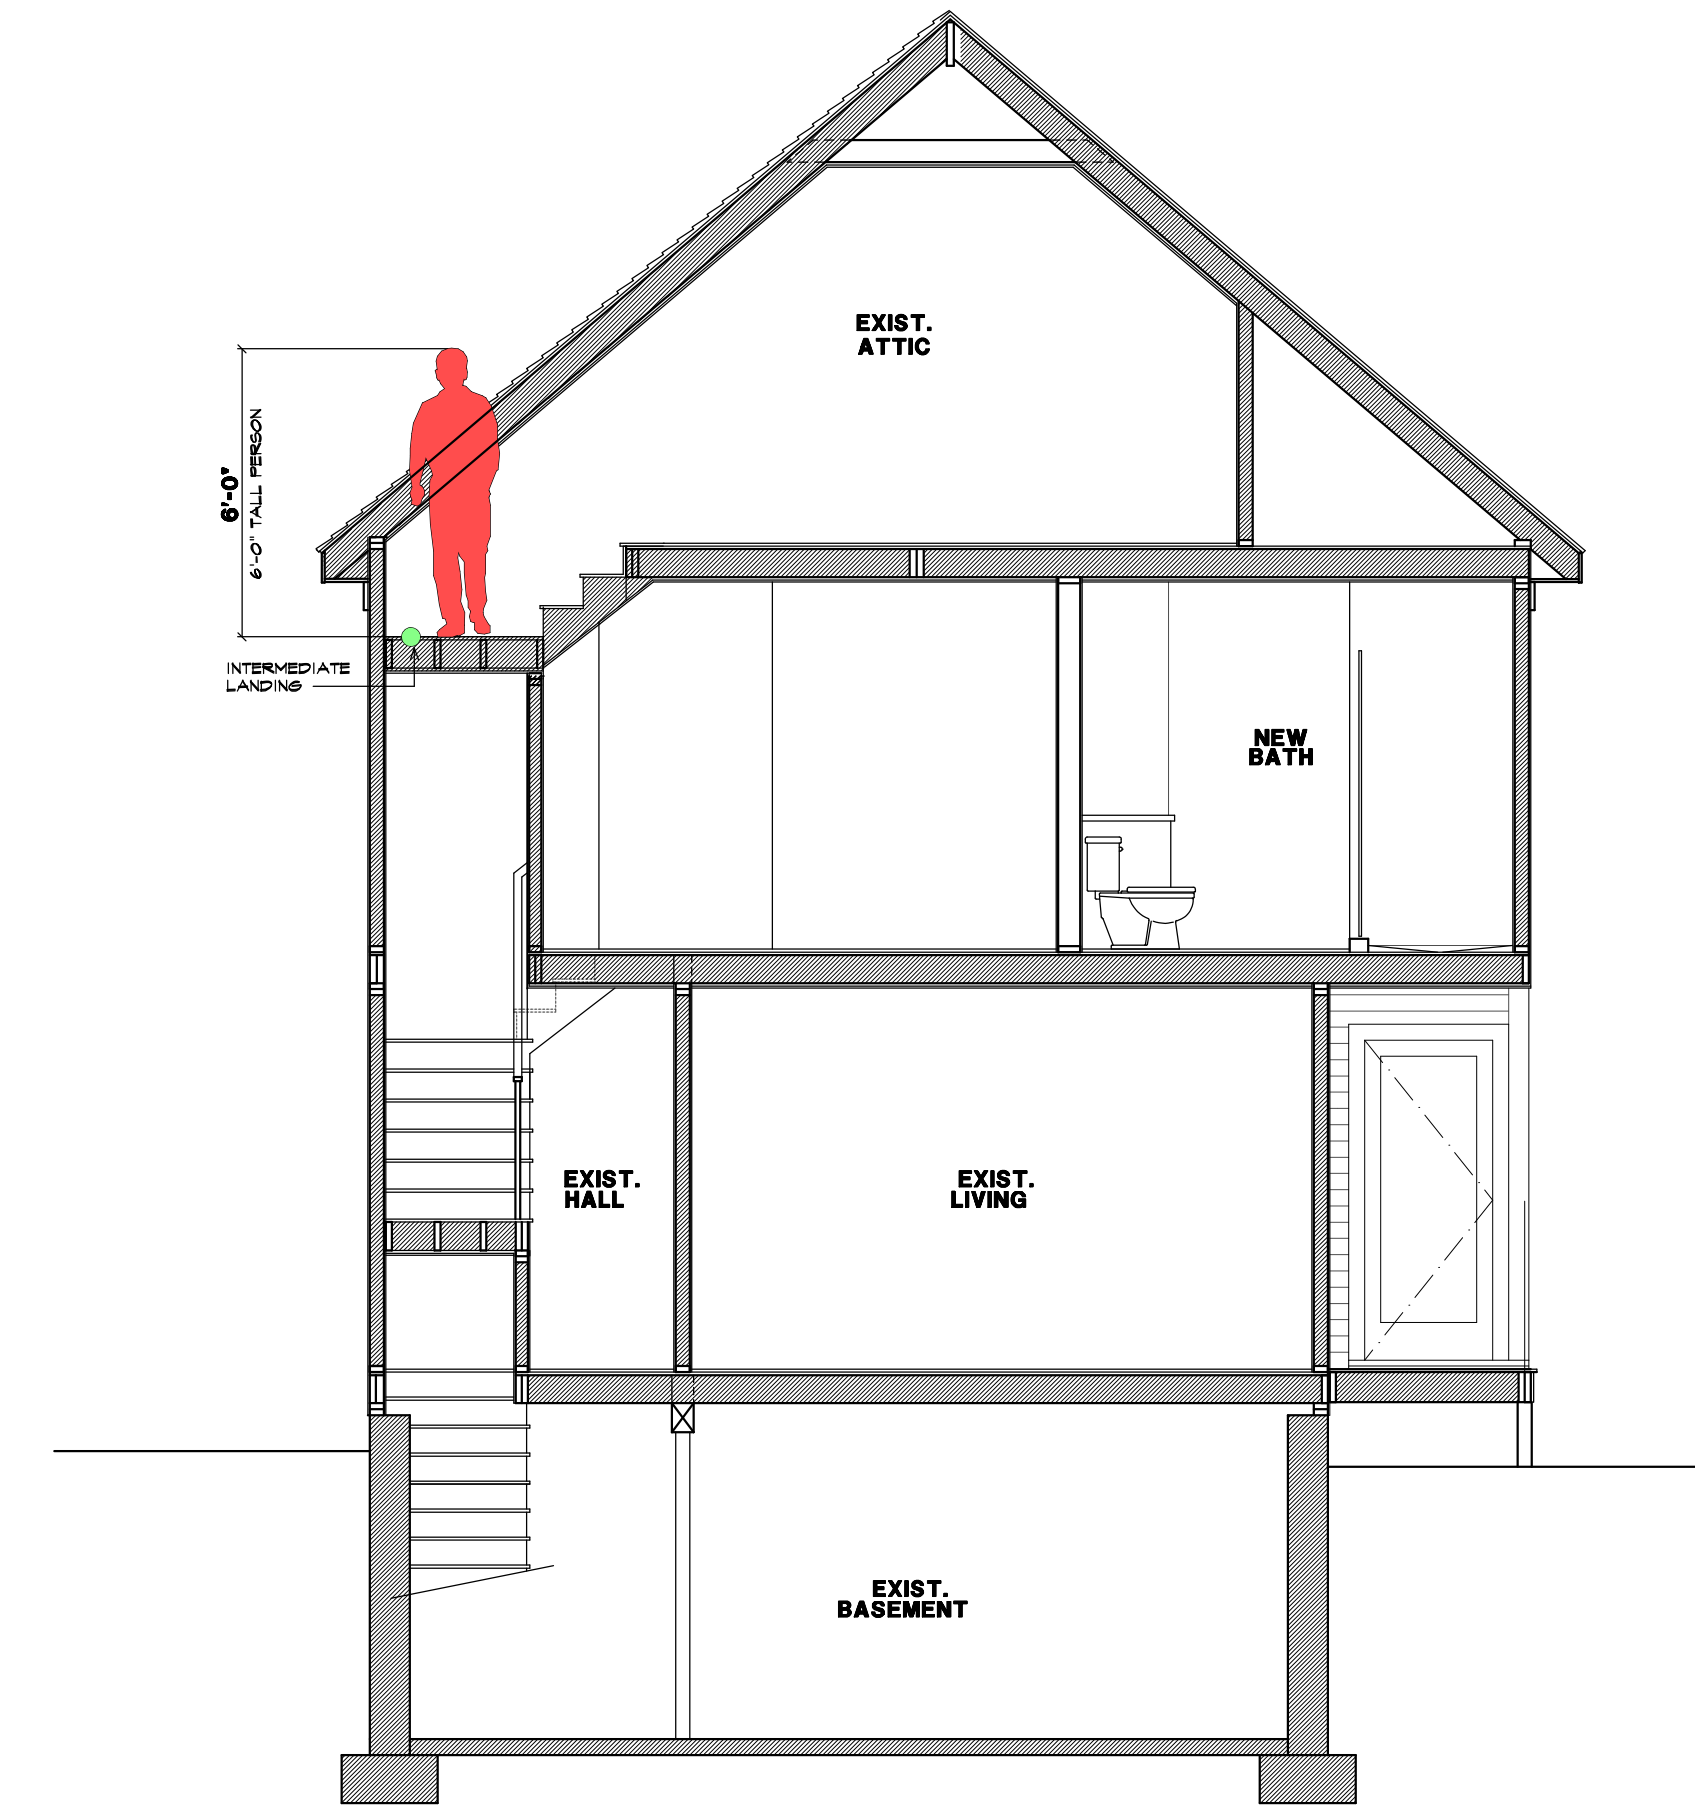 EXIST.
ATTIC
6'-0"
6'-0" TALL PERSON
INTERMEDIATE
LANDING
NEW
BATH
EXIST.
HALL
EXIST.
LIVING
EXIST.
BASEMENT